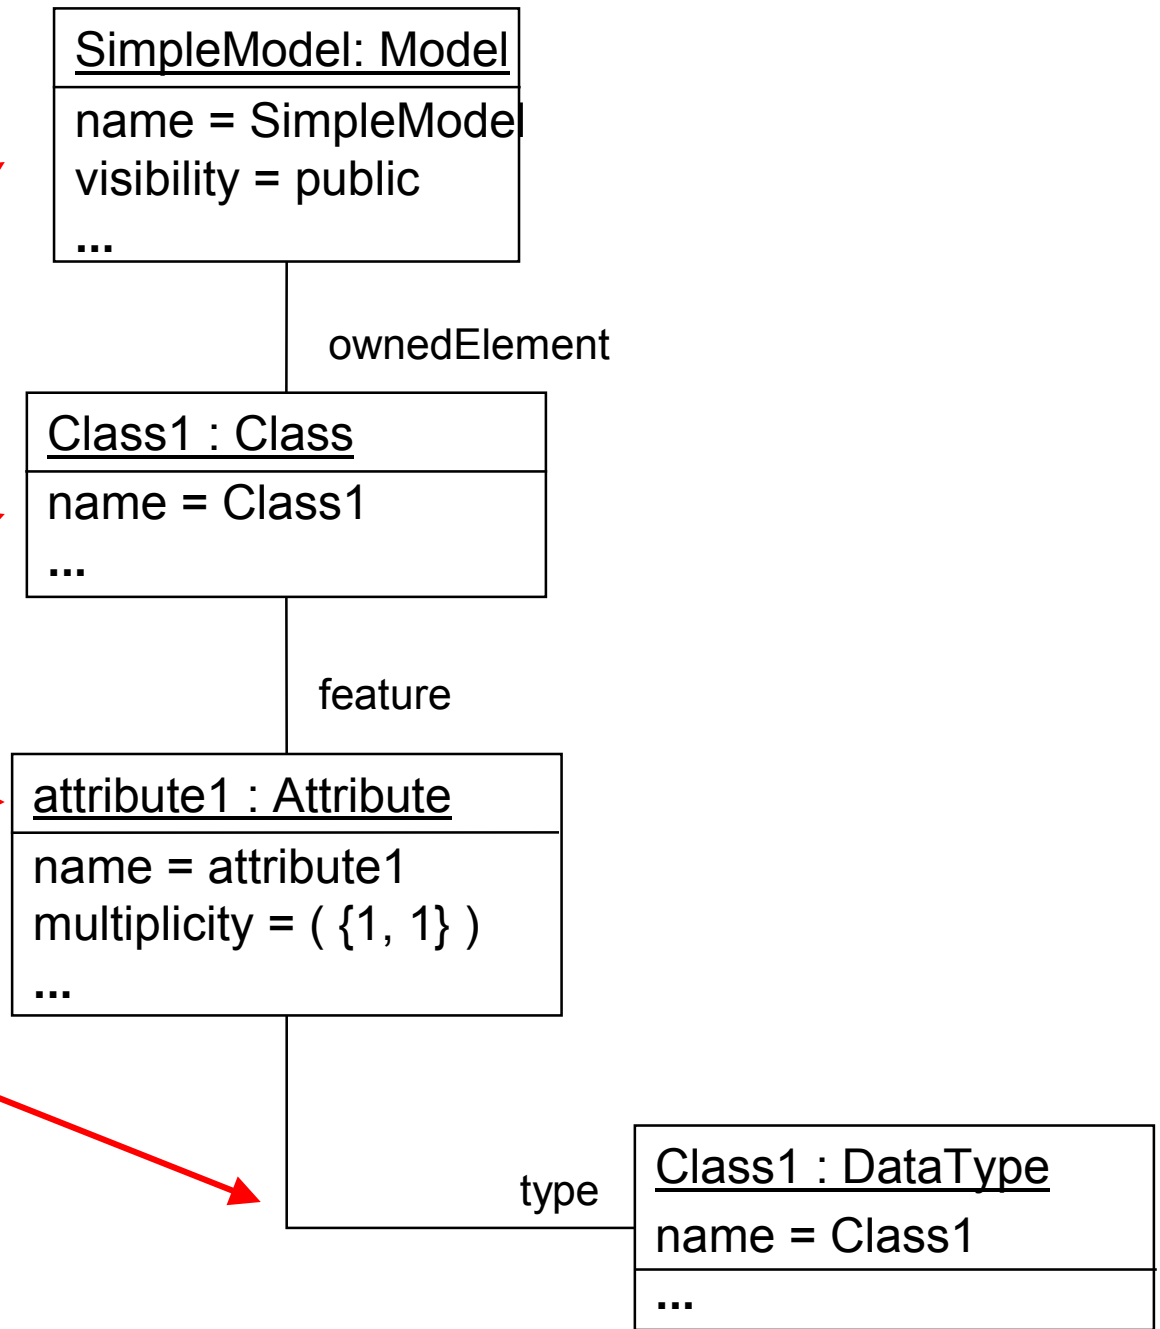 SimpleModel: Model
name = SimpleModel
visibility = public
...
ownedElement
Class1 : Class
name = Class1
...
feature
attribute1 : Attribute
name = attribute1
multiplicity = ( {1, 1} )
...
type
Class1 : DataType
name = Class1
...